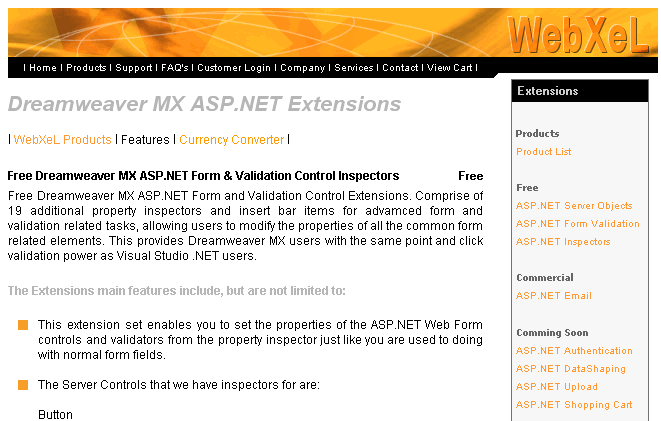 WebXeL
| Home | Products | Support | FAQ's | Customer Login | Company | Services | Contact | View Cart |
Dreamweaver MX ASP.NET Extensions
| WebXeL Products | Features | Currency Converter |
Free Dreamweaver MX ASP.NET Form & Validation Control Inspectors Free
Free Dreamweaver MX ASP.NET Form and Validation Control Extensions. Comprise of
19 additional property inspectors and insert bar items for advamced form and
validation related tasks, allowing users to modify the properties of all the common form
related elements. This provides Dreamweaver MX users with the same point and click
validation power as Visual Studio .NET users.
The Extensions main features include, but are not limited to:
This extension set enables you to set the properties of the ASP.NET Web Form
controls and validators from the property inspector just like you are used to doing
with normal form fields.
The Server Controls that we have inspectors for are:
Button
Extensions
Products
Product List
Free
ASP.NET Server Objects
ASP.NET Form Validation
ASP.NET Inspectors
Commercial
ASP.NET Email
Comming Soon
ASP.NET Authentication
ASP.NET DataShaping
ASP.NET Upload
ASP.NET Shopping Cart